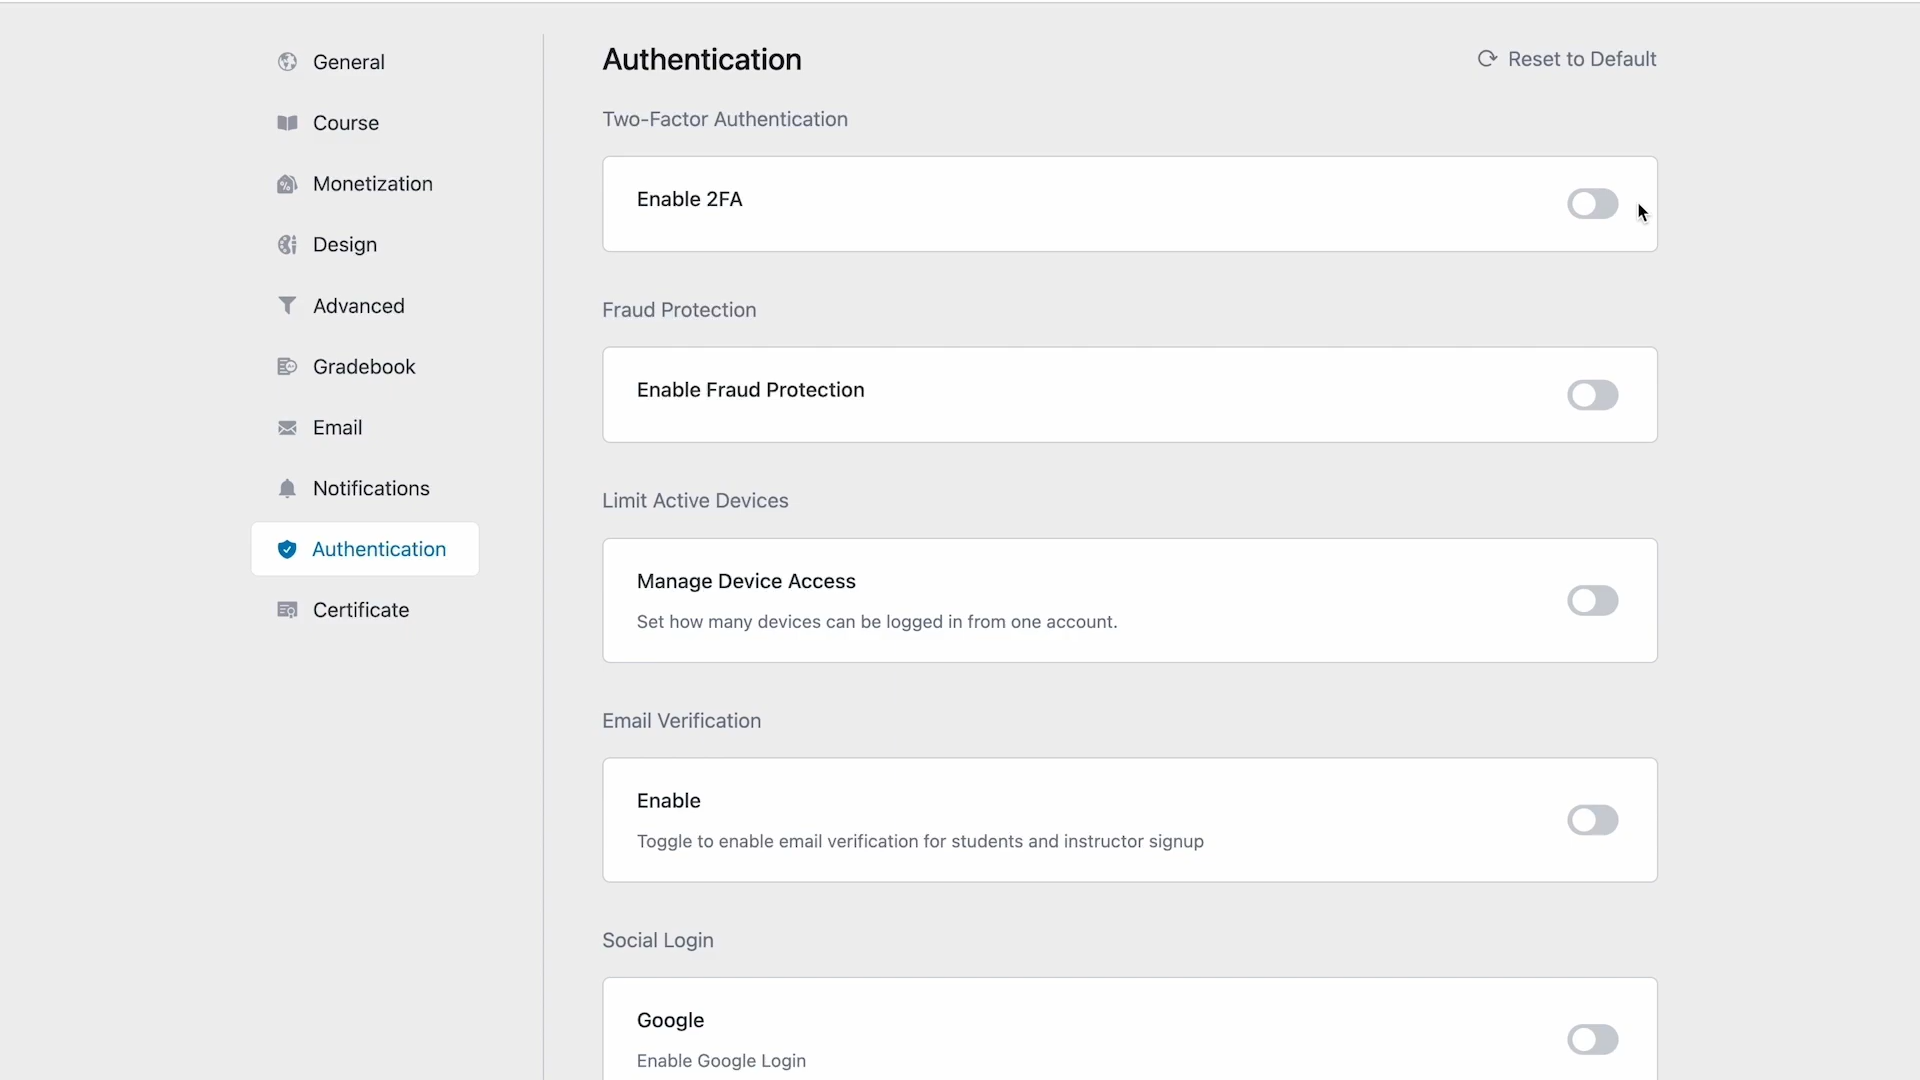 General
Course
Monetization
Design
Advanced
Gradebook
Email
Notifications
Authentication
Certificate
Authentication
Reset to Default
Two-Factor Authentication
Enable 2FA
Fraud Protection
Enable Fraud Protection
Limit Active Devices
Manage Device Access
Set how many devices can be logged in from one account.
Email Verification
Enable
Toggle to enable email verification for students and instructor signup
Social Login
Google
Enable Google Login